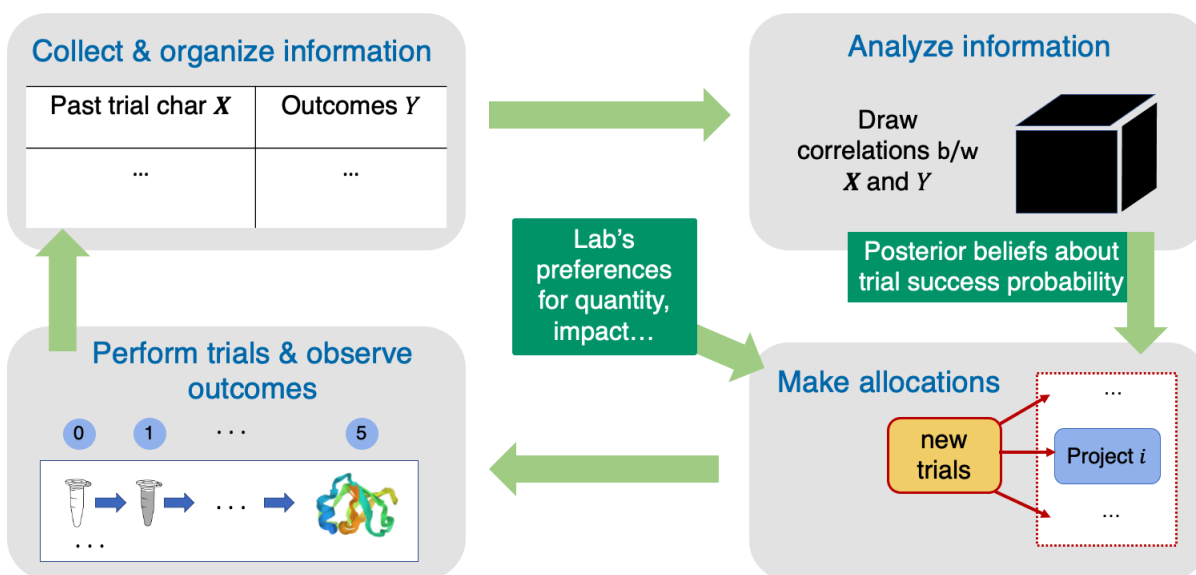 Collect & organize information
Past trial char X
Outcomes Y
...
...
Analyze information
Draw
correlations b/w
X and Y
Lab's
preferences
for quantity,
impact...
Posterior beliefs about
trial success probability
Perform trials & observe
outcomes
0
1
...
5
...
...
Make allocations
new
trials
...
Project i
...